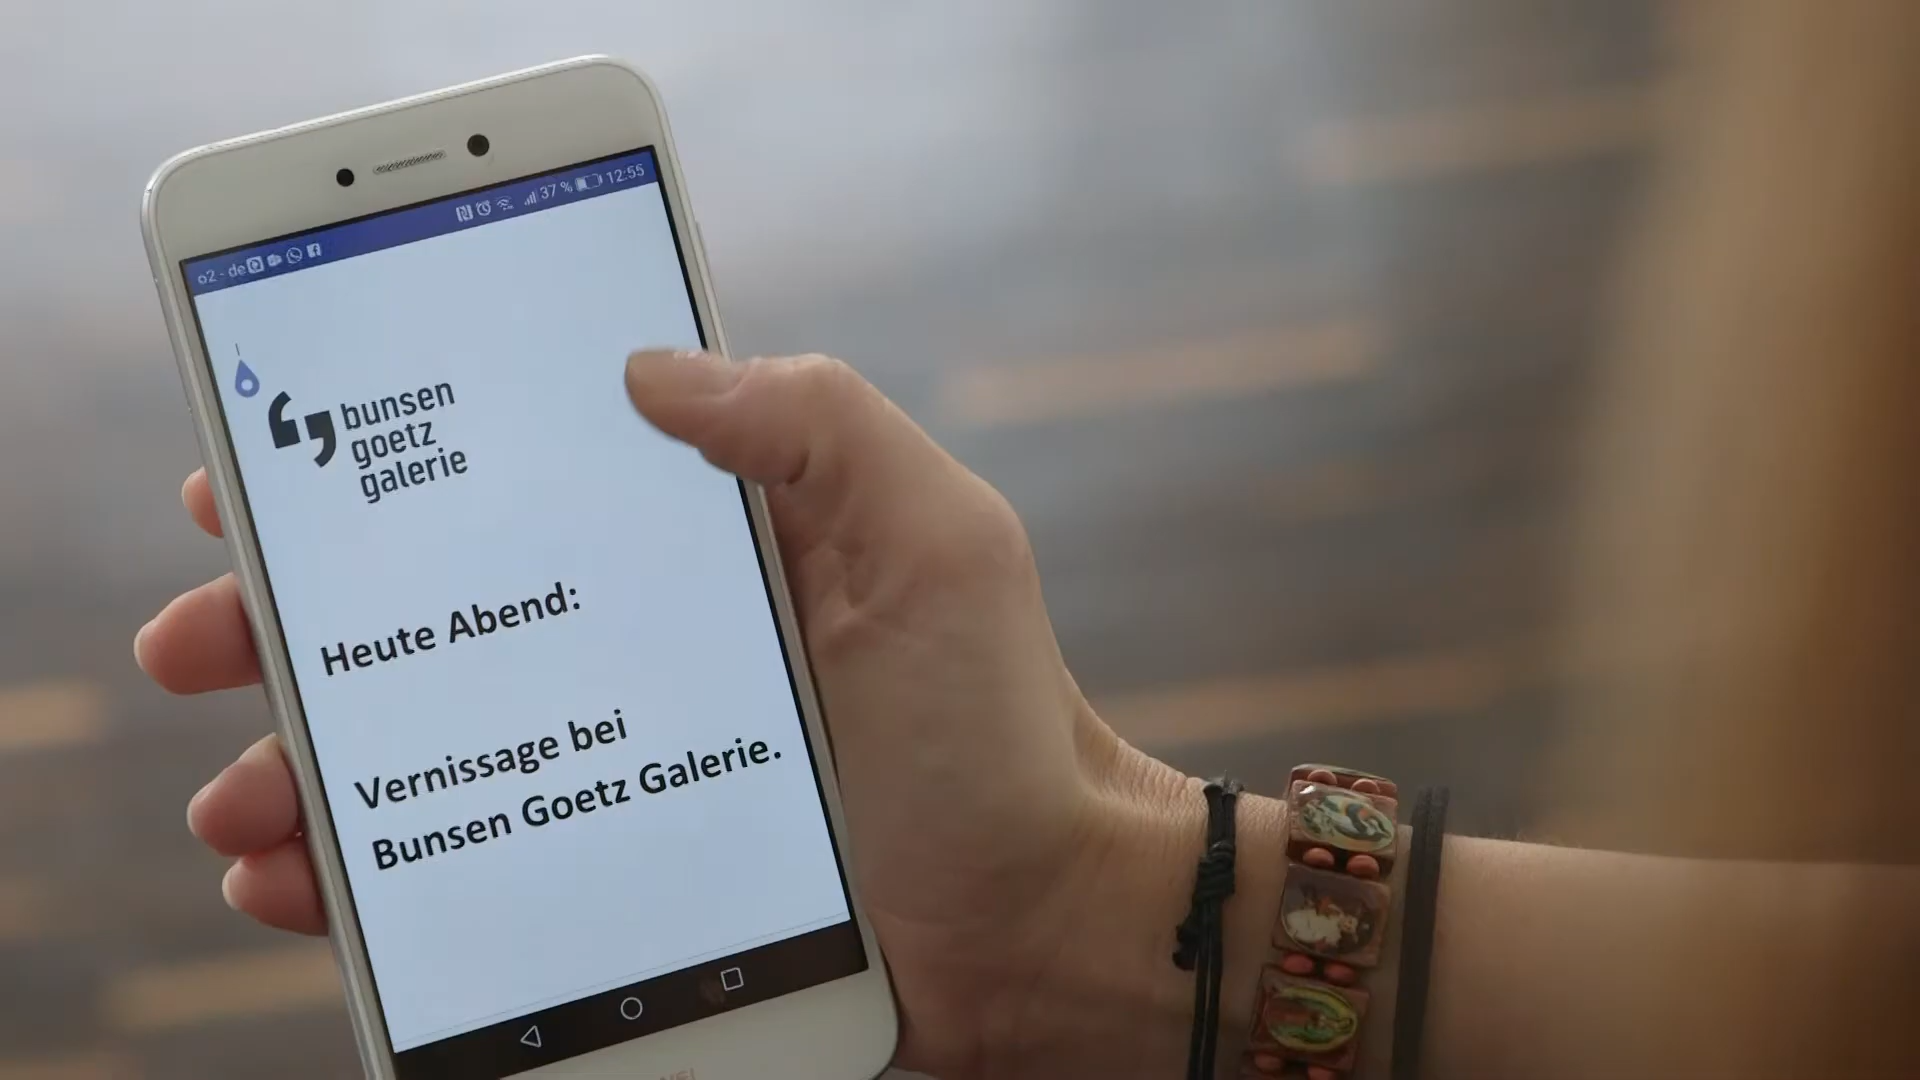 o2 - de 37 % 12:55
bunsen
goetz
galerie
Heute Abend:
Vernissage bei
Bunsen Goetz Galerie.